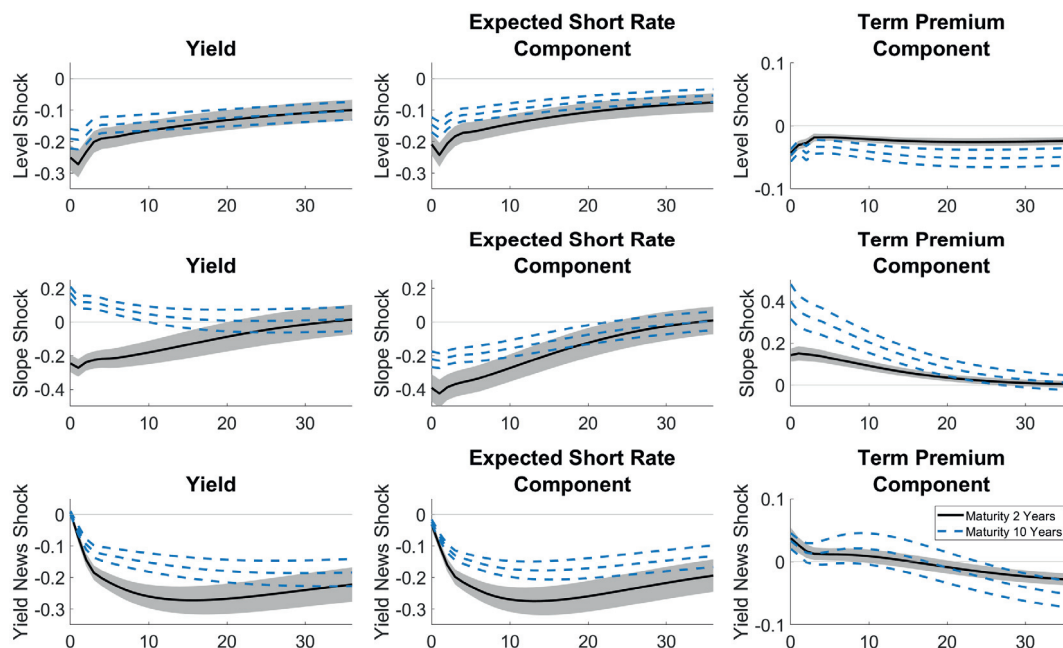 Yield
Expected Short Rate
Component
Term Premium
Component
Level Shock
0
-0.1
-0.2
-0.3
0 10 20 30
Level Shock
0
-0.1
-0.2
-0.3
0 10 20 30
Level Shock
0.1
0
-0.1
0 10 20 30
Yield
Expected Short Rate
Component
Term Premium
Component
Slope Shock
0.2
0
-0.2
-0.4
0 10 20 30
Slope Shock
0.2
0
-0.2
-0.4
0 10 20 30
Slope Shock
0.4
0.2
0
0 10 20 30
Yield
Expected Short Rate
Component
Term Premium
Component
Yield News Shock
0
-0.1
-0.2
-0.3
0 10 20 30
Yield News Shock
0
-0.1
-0.2
-0.3
0 10 20 30
Yield News Shock
0.1
0
-0.1
0 10 20 30
Maturity 2 Years
Maturity 10 Years